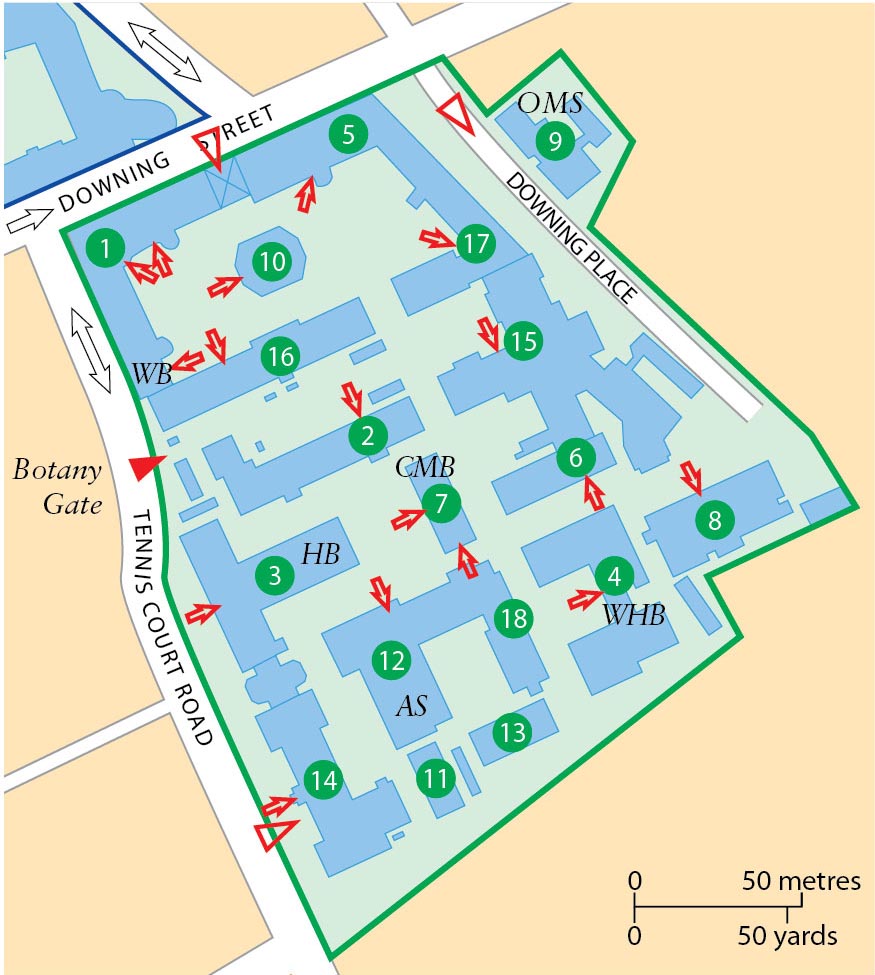 DOWNING STREET
OMS
5
9
1
10
17
DOWNING PLACE
WB
16
15
2
Botany
Gate
CMB
6
7
8
TENNIS COURT ROAD
3
HB
4
WHB
18
12
AS
13
14
11
0 50 metres
0 50 yards